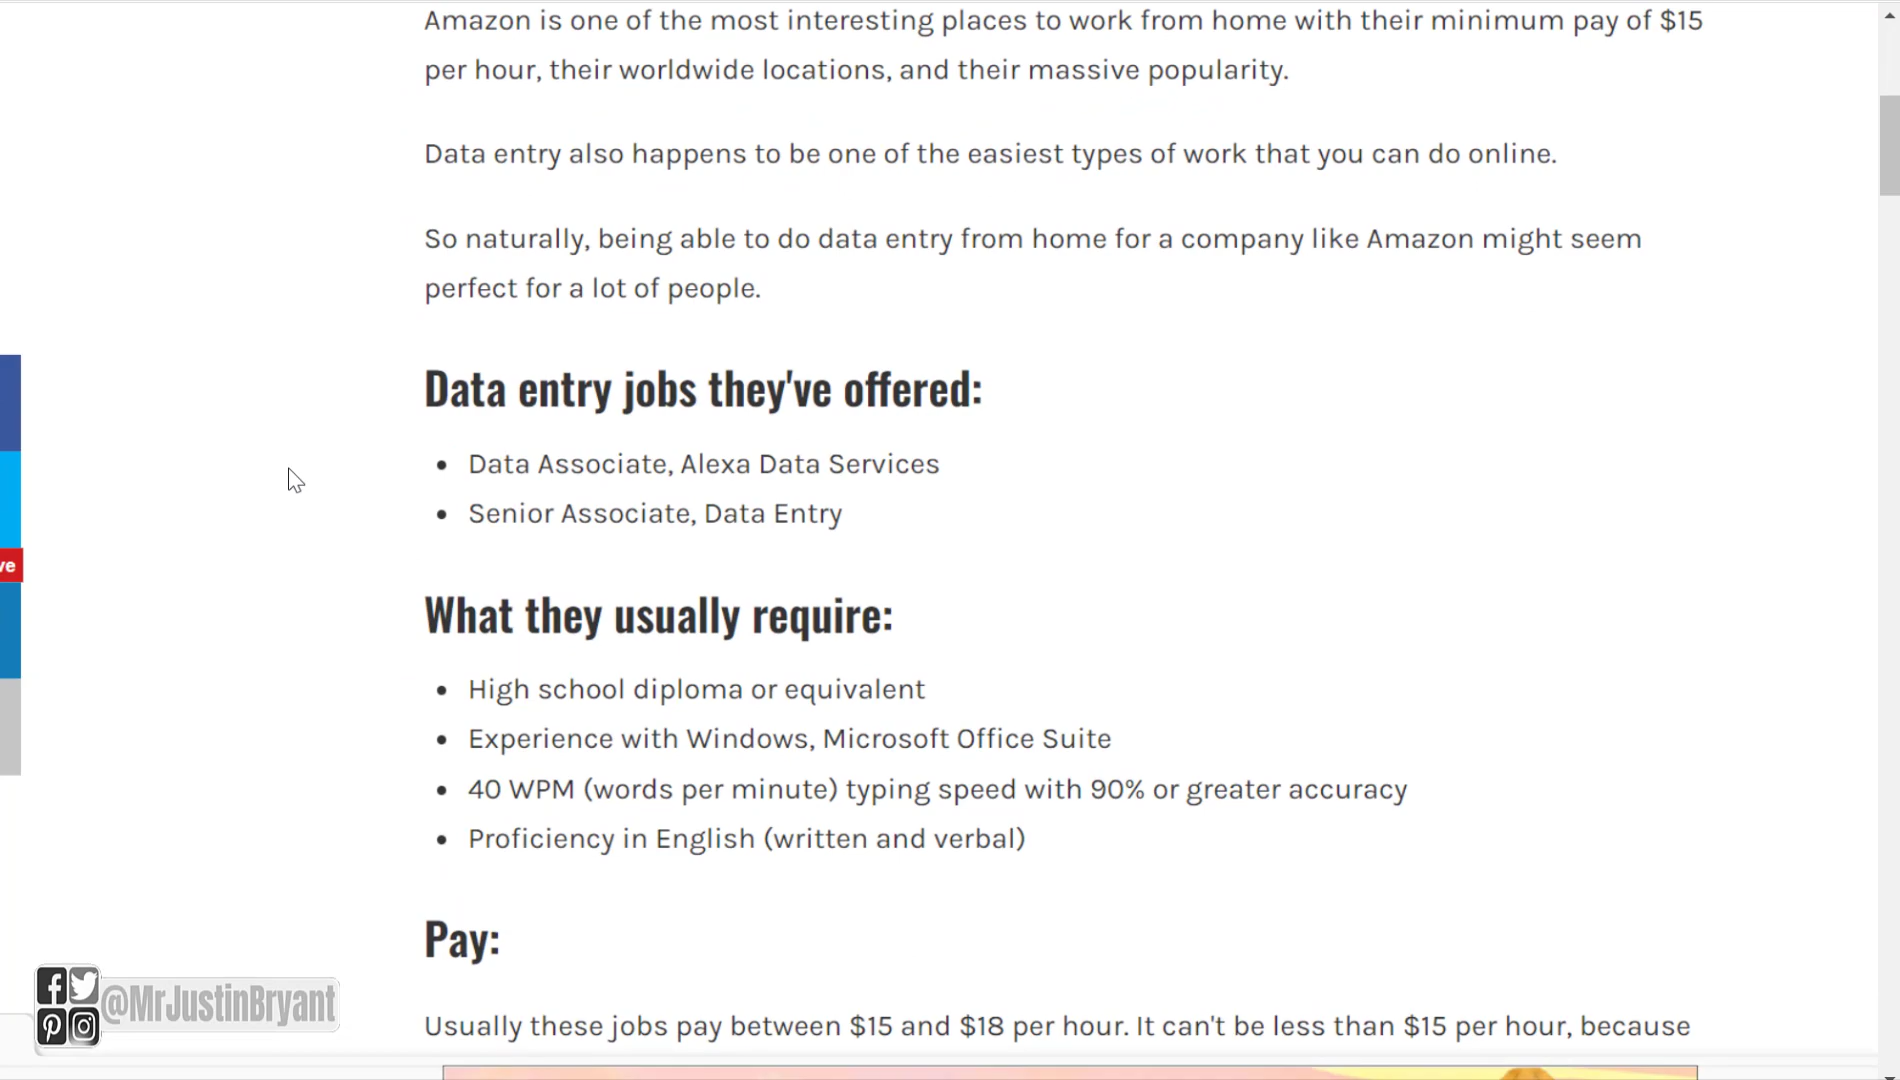 Amazon is one of the most interesting places to work from home with their minimum pay of $15
per hour, their worldwide locations, and their massive popularity.
Data entry also happens to be one of the easiest types of work that you can do online.
So naturally, being able to do data entry from home for a company like Amazon might seem
perfect for a lot of people.
Data entry jobs they've offered:
• Data Associate, Alexa Data Services
• Senior Associate, Data Entry
ve
What they usually require:
• High school diploma or equivalent
• Experience with Windows, Microsoft Office Suite
• 40 WPM (words per minute) typing speed with 90% or greater accuracy
• Proficiency in English (written and verbal)
Pay:
@MrJustinBryant
Usually these jobs pay between $15 and $18 per hour. It can't be less than $15 per hour, because